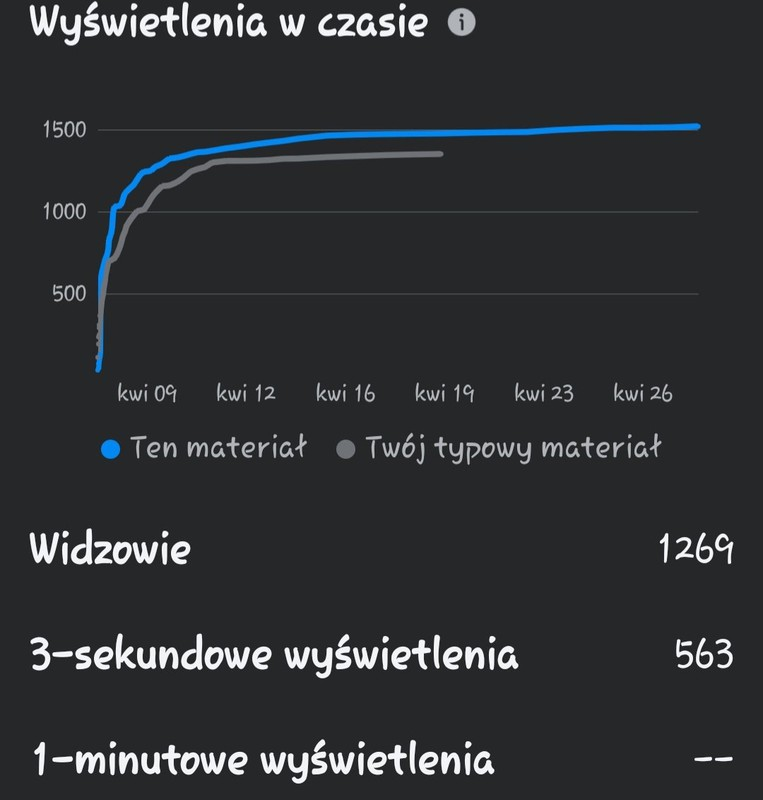 Wyświetlenia w czasie i
1500
1000
500
kwi 09 kwi 12 kwi 16 kwi 19 kwi 23 kwi 26
Ten materiał Twój typowy materiał
Widzowie 1269
3-sekundowe wyświetlenia 563
1-minutowe wyświetlenia --